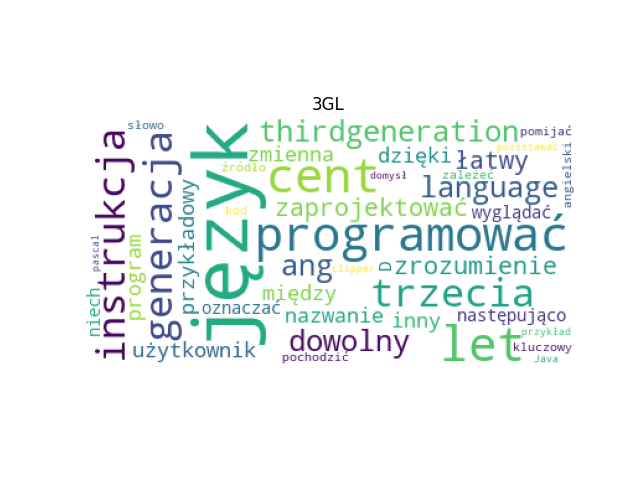 3GL
słowo
thirdgeneration
pomijać
instrukcja
generacja
język
zmienna
dzięki
łatwy
pozostawać
angielski
źródło
cent
domysł
zależeć
language
przykładowy
kod
zaprojektować
wyglądać
programować
pascal
program
ang
clipper
D
zrozumienie
niech
między
trzecia
oznaczać
nazwanie
inny
następująco
użytkownik
dowolny
pochodzić
let
przykład
kluczowy
Java